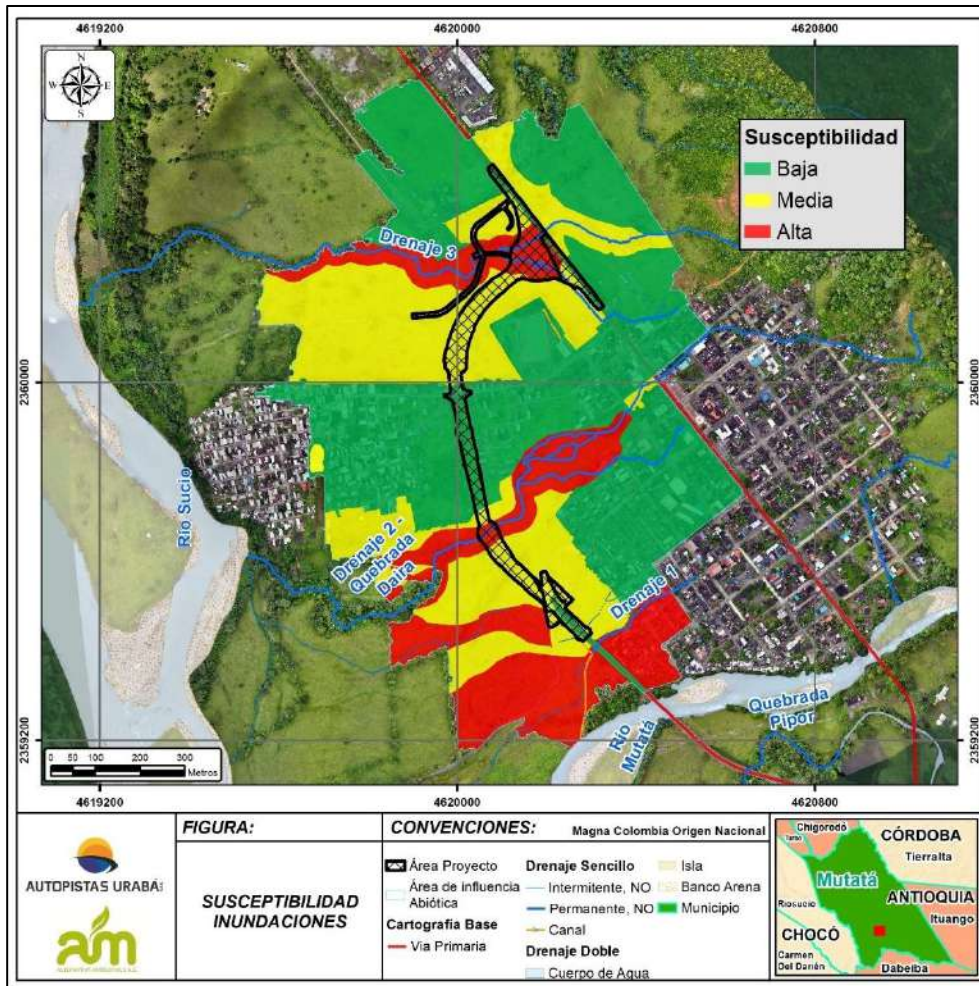 4619200
4620000
4620800
N
W
E
S
Susceptibilidad
Baja
Media
Alta
Drenaje 3
2360000
2360000
Río Sucio
Drenaje 2 -
Quebrada
Daira
Drenaje 1
Quebrada
Pipor
Río
Mutatá
2359200
2359200
0 50 100 200 300
Metros
4619200
4620000
4620800
AUTOPISTAS URABÁ
am
FIGURA:
SUSCEPTIBILIDAD
INUNDACIONES
CONVENCIONES:
Magna Colombia Origen Nacional
Área Proyecto
Área de influencia
Abiótica
Cartografía Base
Via Primaria
Drenaje Sencillo
Intermitente, NO
Permanente, NO
Canal
Drenaje Doble
Cuerpo de Agua
Isla
Banco Arena
Municipio
Chigorodó
CÓRDOBA
Tierralta
Mutatá
ANTIOQUIA
Riosucio
Ituango
CHOCÓ
Carmen
Del Darién
Dabeiba